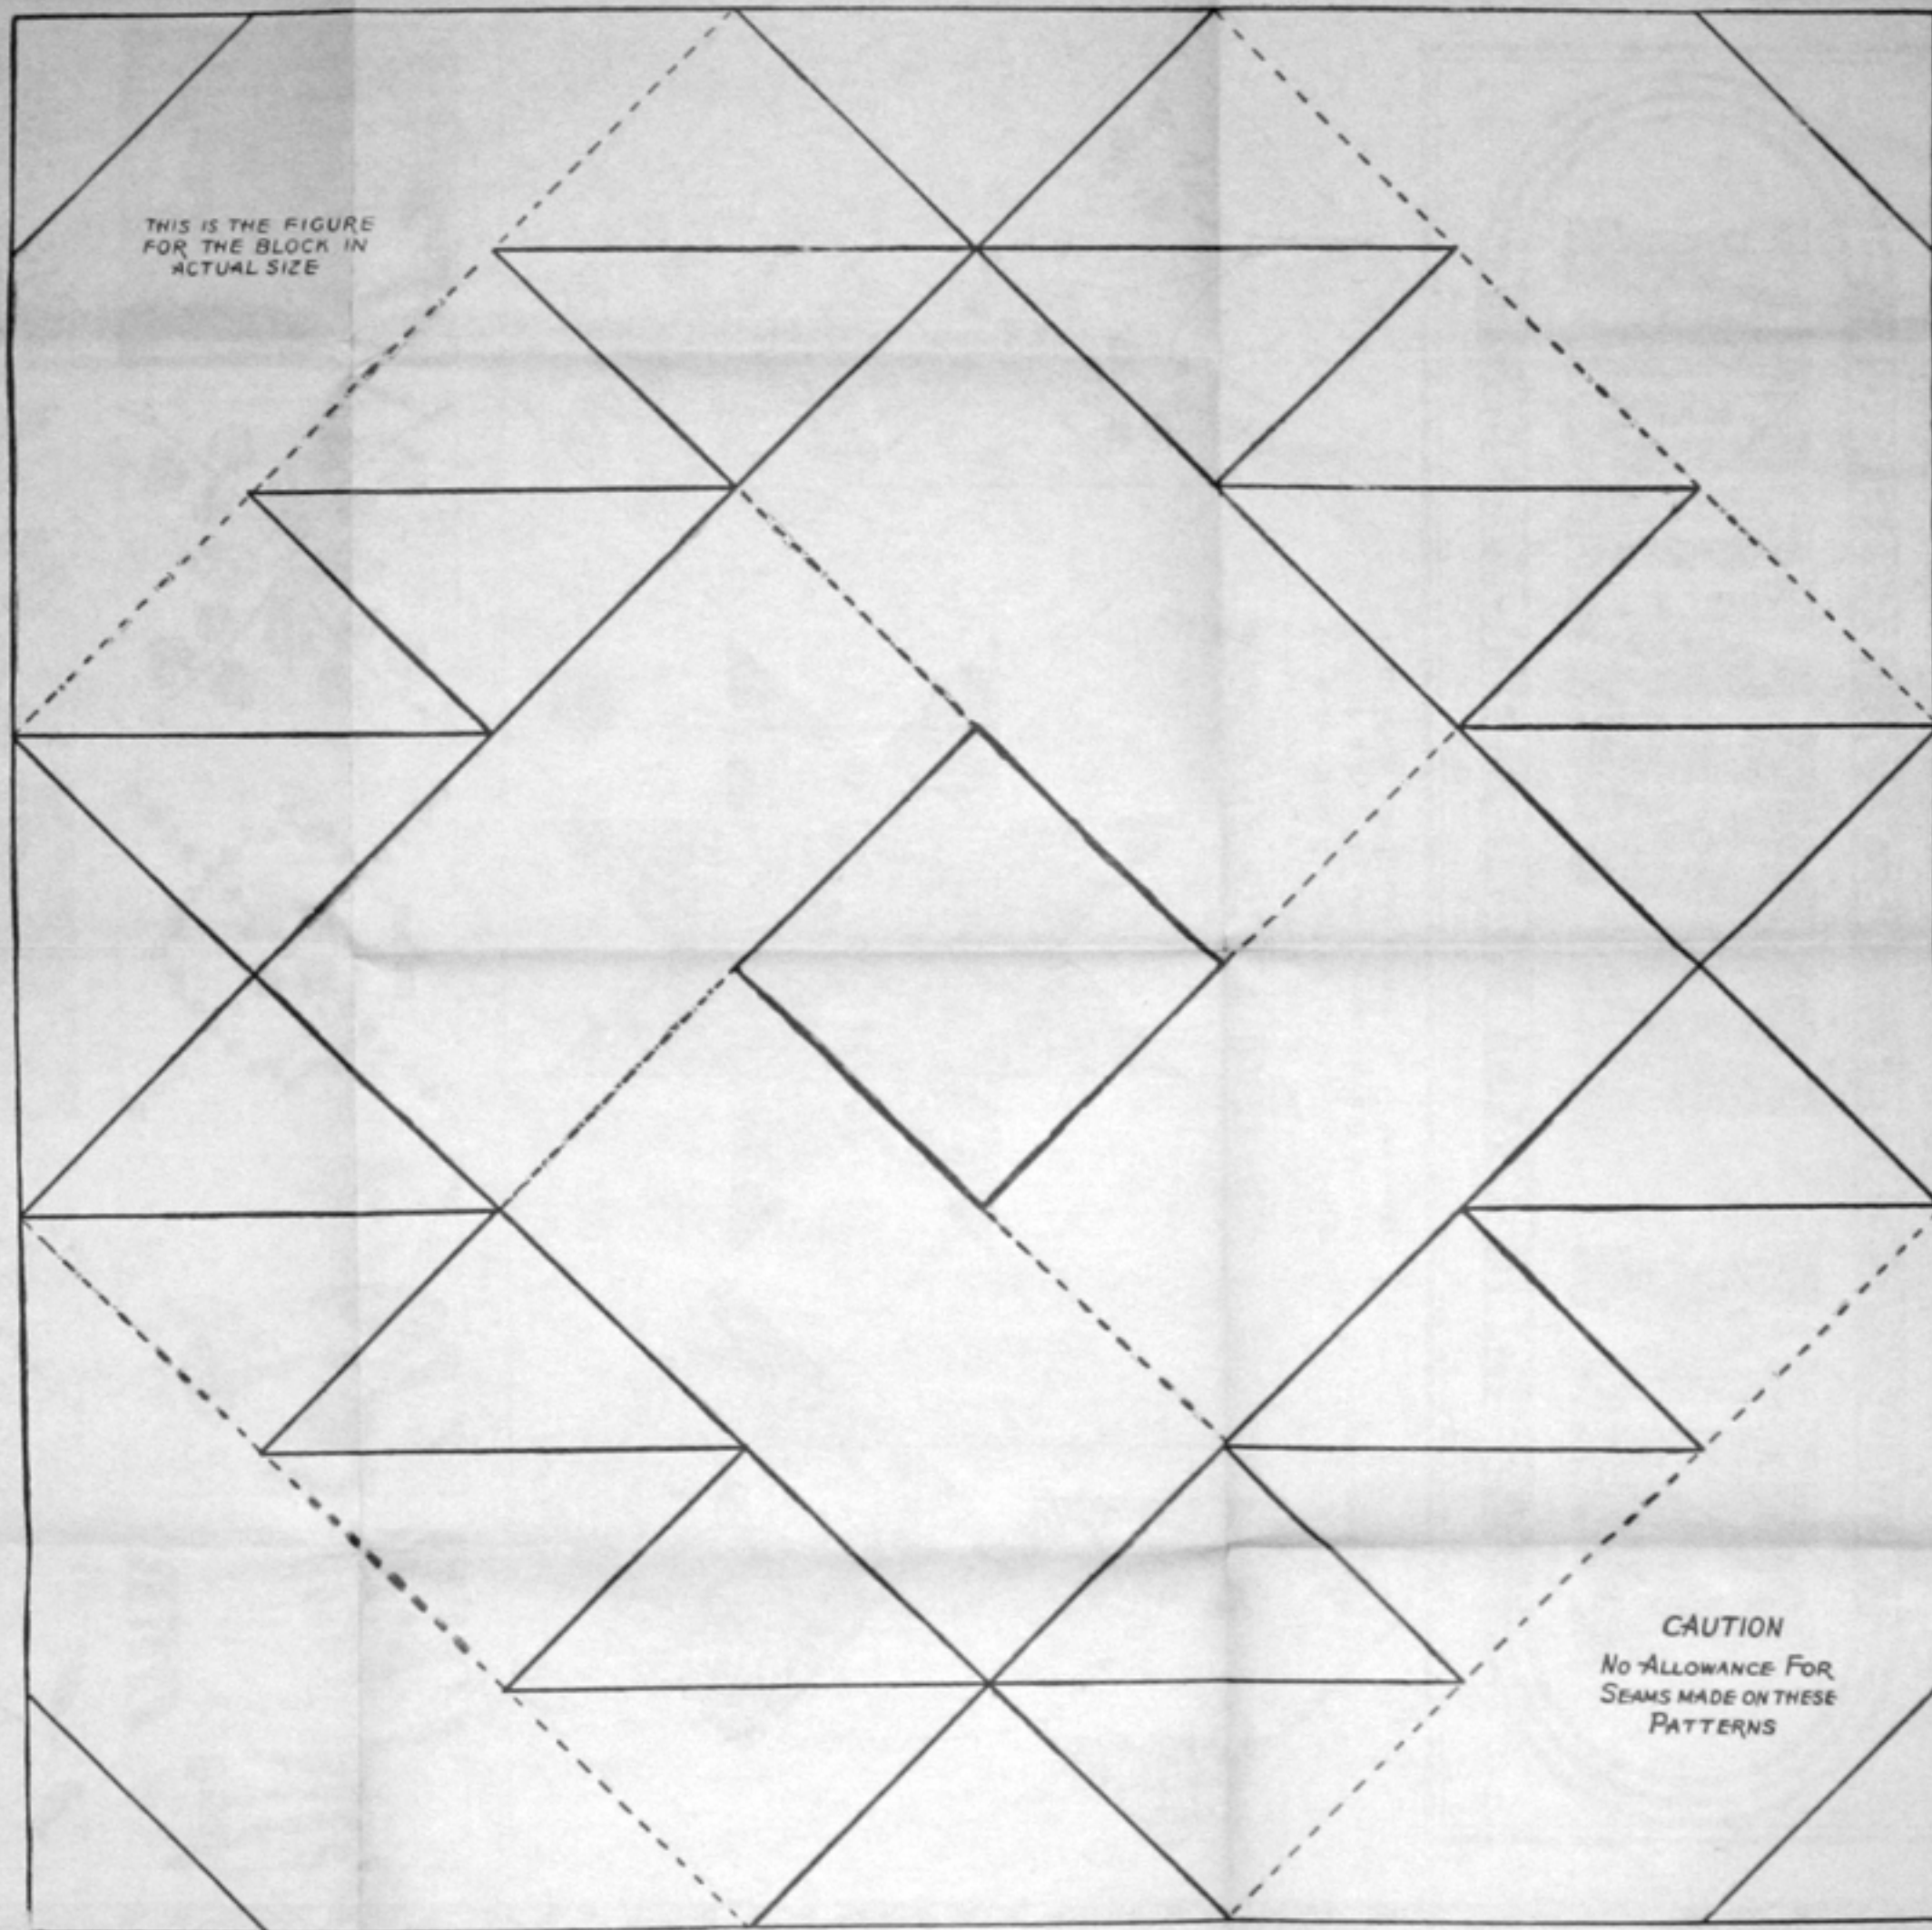 THIS IS THE FIGURE
FOR THE BLOCK IN
ACTUAL SIZE
CAUTION
NO ALLOWANCE FOR
SEAMS MADE ON THESE
PATTERNS